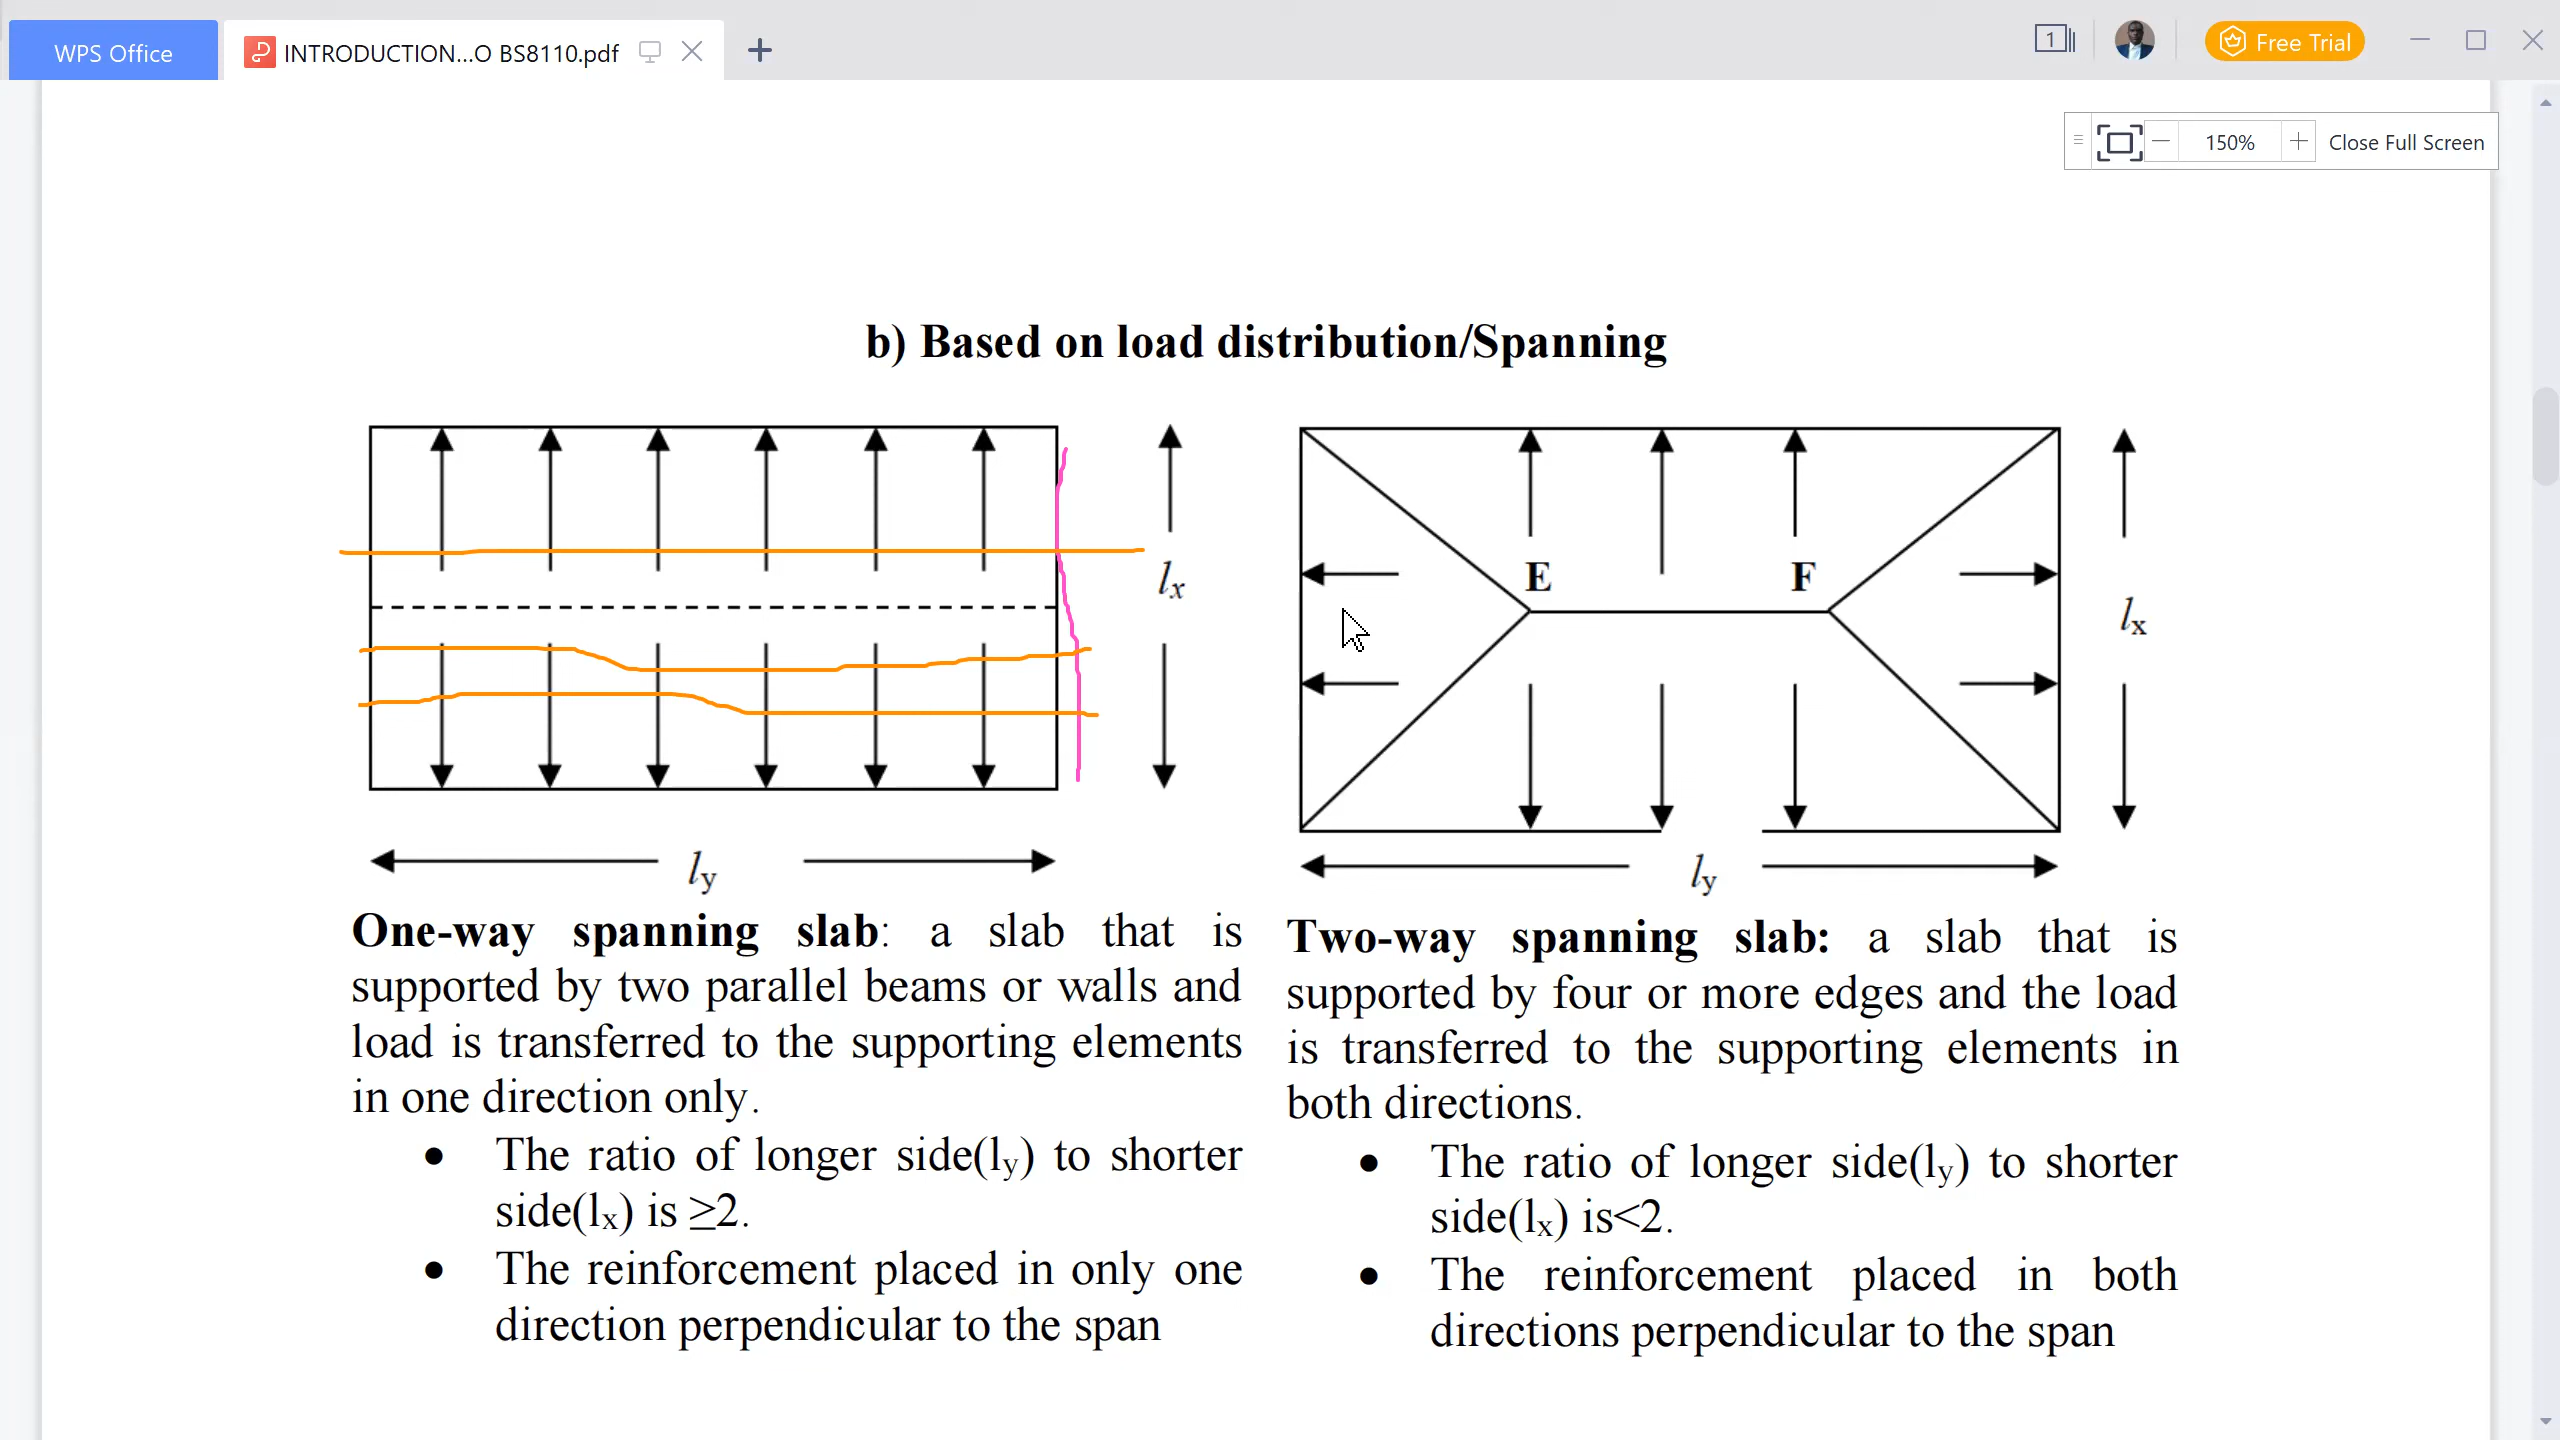 WPS Office
INTRODUCTION...O BS8110.pdf
1
Free Trial
150%
Close Full Screen
b) Based on load distribution/Spanning
lx
ly
E
F
lx
ly
One-way spanning slab: a slab that is
supported by two parallel beams or walls and
load is transferred to the supporting elements
in one direction only.
• The ratio of longer side(ly) to shorter
side(lx) is ≥2.
• The reinforcement placed in only one
direction perpendicular to the span
Two-way spanning slab: a slab that is
supported by four or more edges and the load
is transferred to the supporting elements in
both directions.
• The ratio of longer side(ly) to shorter
side(lx) is<2.
• The reinforcement placed in both
directions perpendicular to the span